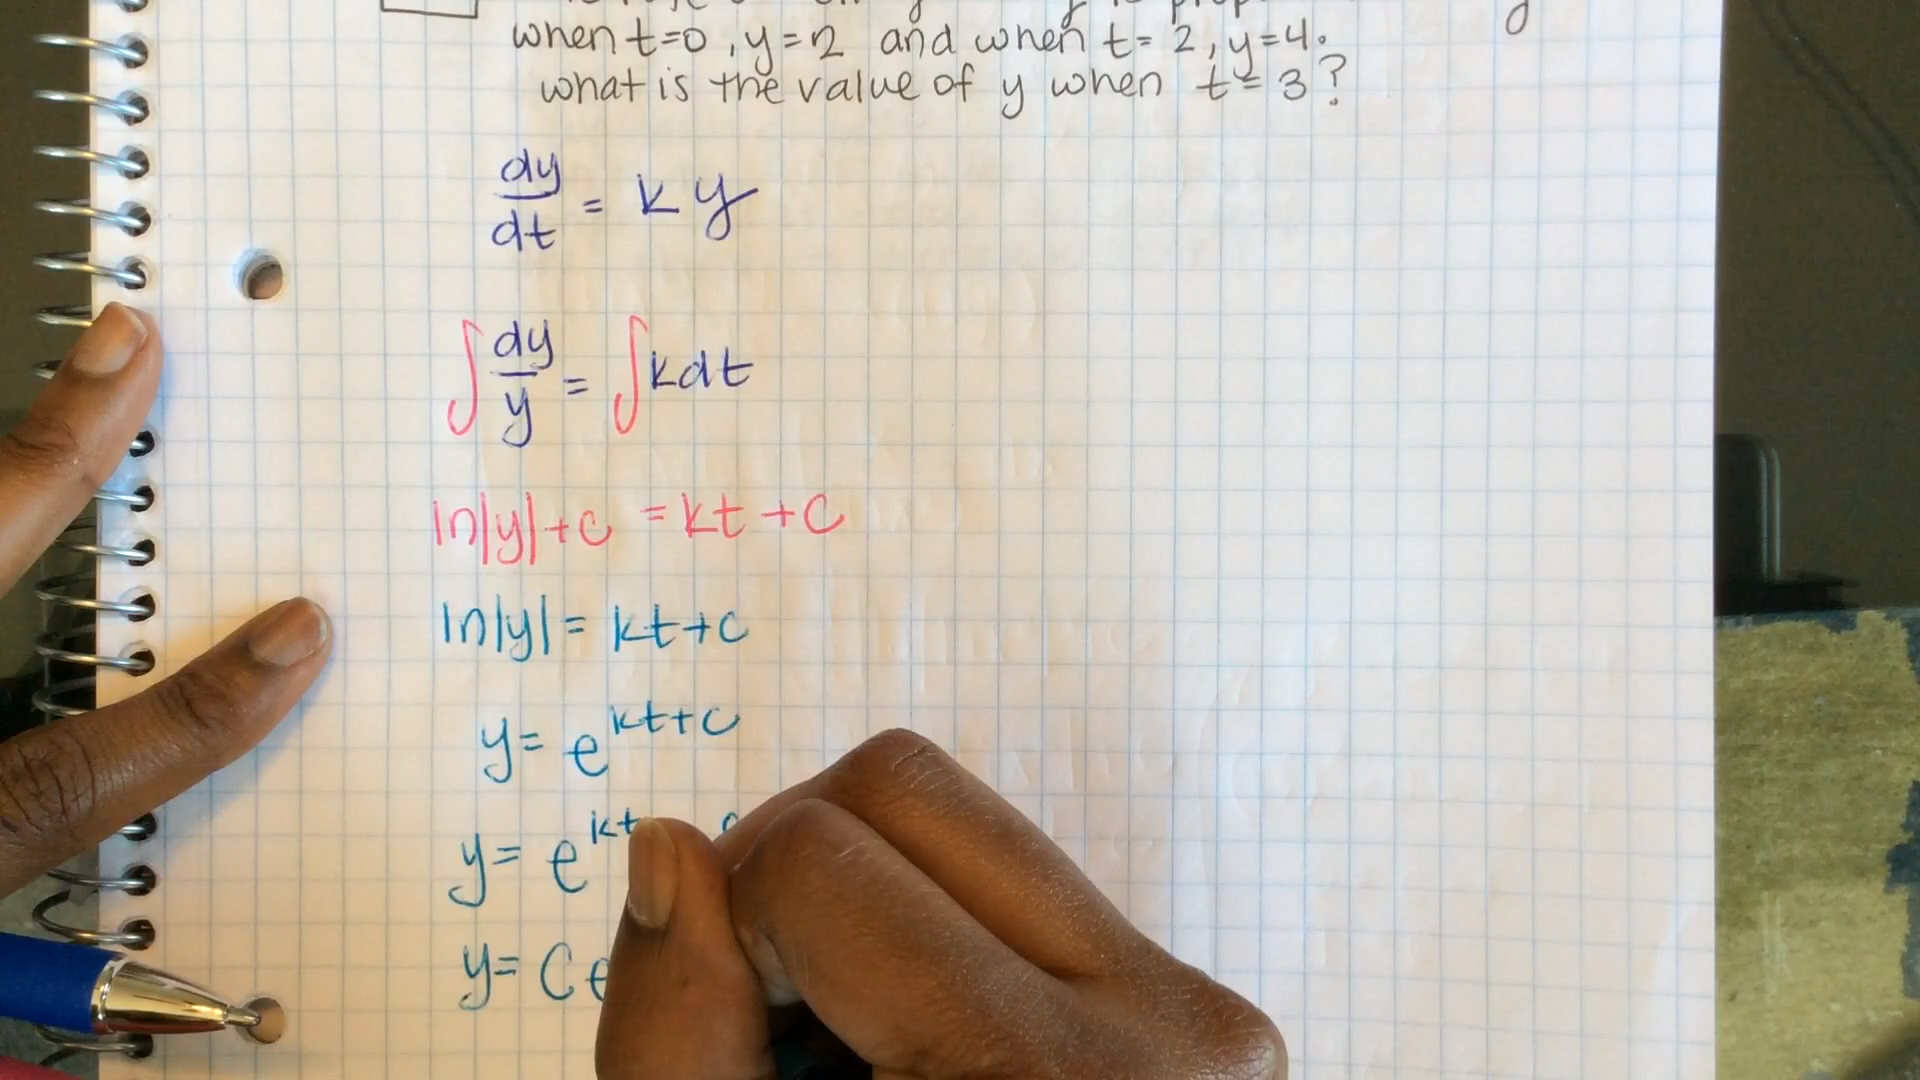 when t=0, y=2 and when t=2, y=4.
what is the value of y when t=3?
dy/dt = ky
∫ dy/y = ∫ kdt
ln|y|+c = kt+c
ln|y| = kt+c
y= e^{kt+c}
y= e^{kt}
y= Ce